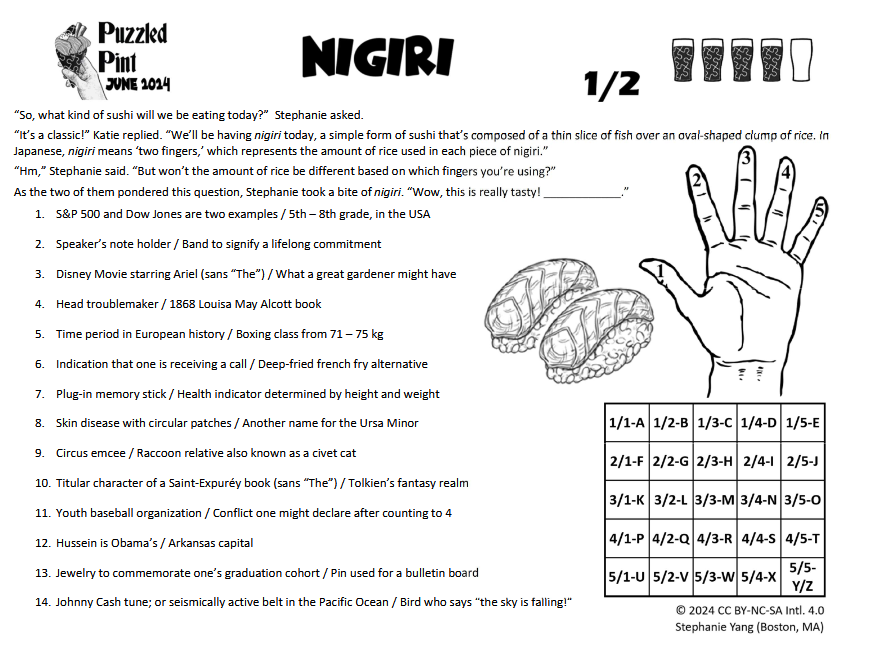 Puzzled
Pint
JUNE 2024
NIGIRI
1/2
“So, what kind of sushi will we be eating today?”  Stephanie asked.
“It’s a classic!” Katie replied. “We’ll be having nigiri today, a simple form of sushi that’s composed of a thin slice of fish over an oval-shaped clump of rice. In
Japanese, nigiri means ‘two fingers,’ which represents the amount of rice used in each piece of nigiri.”
“Hm,” Stephanie said. “But won’t the amount of rice be different based on which fingers you’re using?”
As the two of them pondered this question, Stephanie took a bite of nigiri. “Wow, this is really tasty! ____________.”
1. S&P 500 and Dow Jones are two examples / 5th – 8th grade, in the USA
2. Speaker’s note holder / Band to signify a lifelong commitment
3. Disney Movie starring Ariel (sans “The”) / What a great gardener might have
4. Head troublemaker / 1868 Louisa May Alcott book
5. Time period in European history / Boxing class from 71 – 75 kg
6. Indication that one is receiving a call / Deep-fried french fry alternative
7. Plug-in memory stick / Health indicator determined by height and weight
8. Skin disease with circular patches / Another name for the Ursa Minor
9. Circus emcee / Raccoon relative also known as a civet cat
10. Titular character of a Saint-Expuréy book (sans “The”) / Tolkien’s fantasy realm
11. Youth baseball organization / Conflict one might declare after counting to 4
12. Hussein is Obama’s / Arkansas capital
13. Jewelry to commemorate one’s graduation cohort / Pin used for a bulletin board
14. Johnny Cash tune; or seismically active belt in the Pacific Ocean / Bird who says “the sky is falling!”
1
2
3
4
5
1/1-A 1/2-B 1/3-C 1/4-D 1/5-E
2/1-F 2/2-G 2/3-H 2/4-I 2/5-J
3/1-K 3/2-L 3/3-M 3/4-N 3/5-O
4/1-P 4/2-Q 4/3-R 4/4-S 4/5-T
5/1-U 5/2-V 5/3-W 5/4-X 5/5-
Y/Z
© 2024 CC BY-NC-SA Intl. 4.0
Stephanie Yang (Boston, MA)